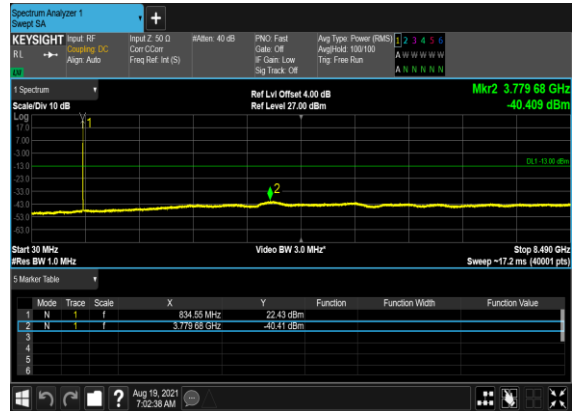 Spectrum Analyzer 1
Swept SA
+
KEYSIGHT Input: RF Input Z: 50 Ω #Atten: 40 dB PNO: Fast Avg Type: Power (RMS) 1 2 3 4 5 6
RL Coupling: DC Corr CCorr Gate: Off Avg|Hold: 100/100 A W W W W W
Align: Auto Freq Ref: Int (S) IF Gain: Low Trig: Free Run
Sig Track: Off A N N N N N
1 Spectrum Ref Lvl Offset 4.00 dB Mkr2 3.779 68 GHz
Scale/Div 10 dB Ref Level 27.00 dBm -40.409 dBm
Log
17.0
1
7.00
-3.00
-13.0 DL1 -13.00 dBm
-23.0
-33.0 2
-43.0
-53.0
-63.0
Start 30 MHz Video BW 3.0 MHz* Stop 8.490 GHz
#Res BW 1.0 MHz Sweep ~17.2 ms (40001 pts)
5 Marker Table
Mode Trace Scale X Y Function Function Width Function Value
1 N 1 f 834.55 MHz 22.43 dBm
2 N 1 f 3.779 68 GHz -40.41 dBm
3
4
5
6
? Aug 19, 2021
7:02:38 AM